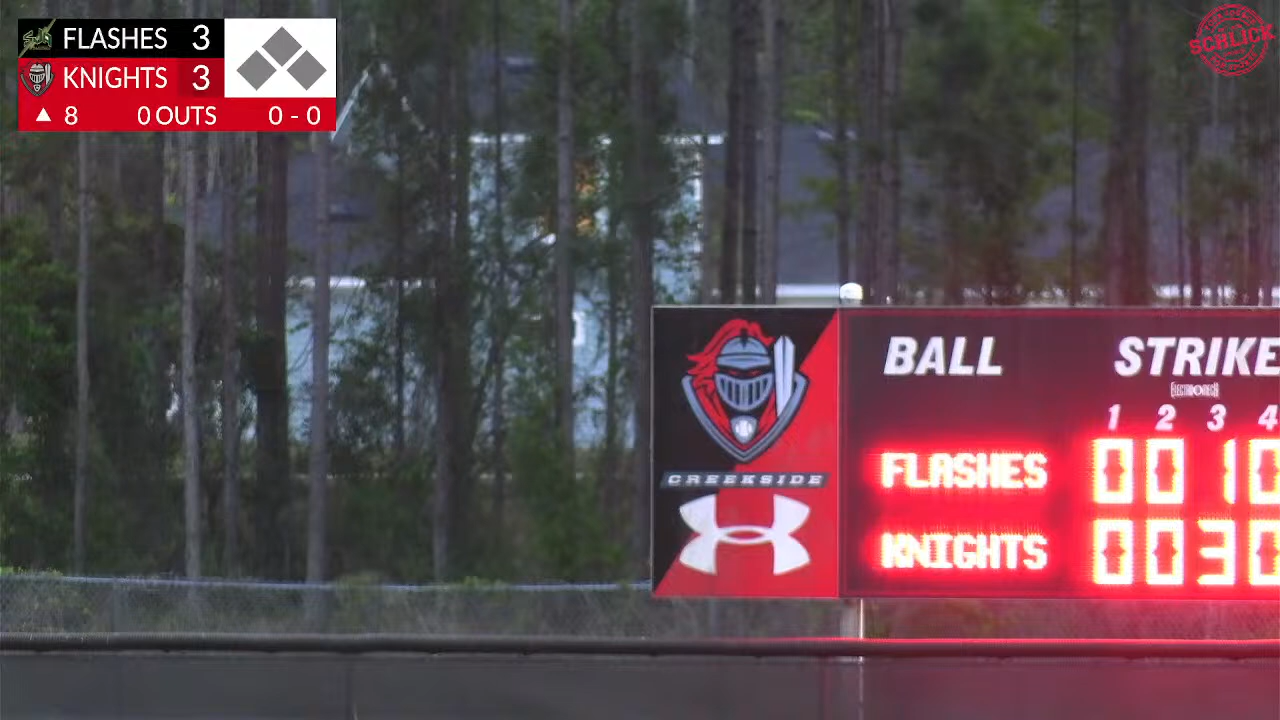 FLASHES 3
KNIGHTS 3
▲ 8 0 OUTS 0 - 0
SCHLICK
BALL STRIKE
1 2 3 4
FLASHES 0 0 1 0
KNIGHTS 0 0 3 0
CREEKSIDE